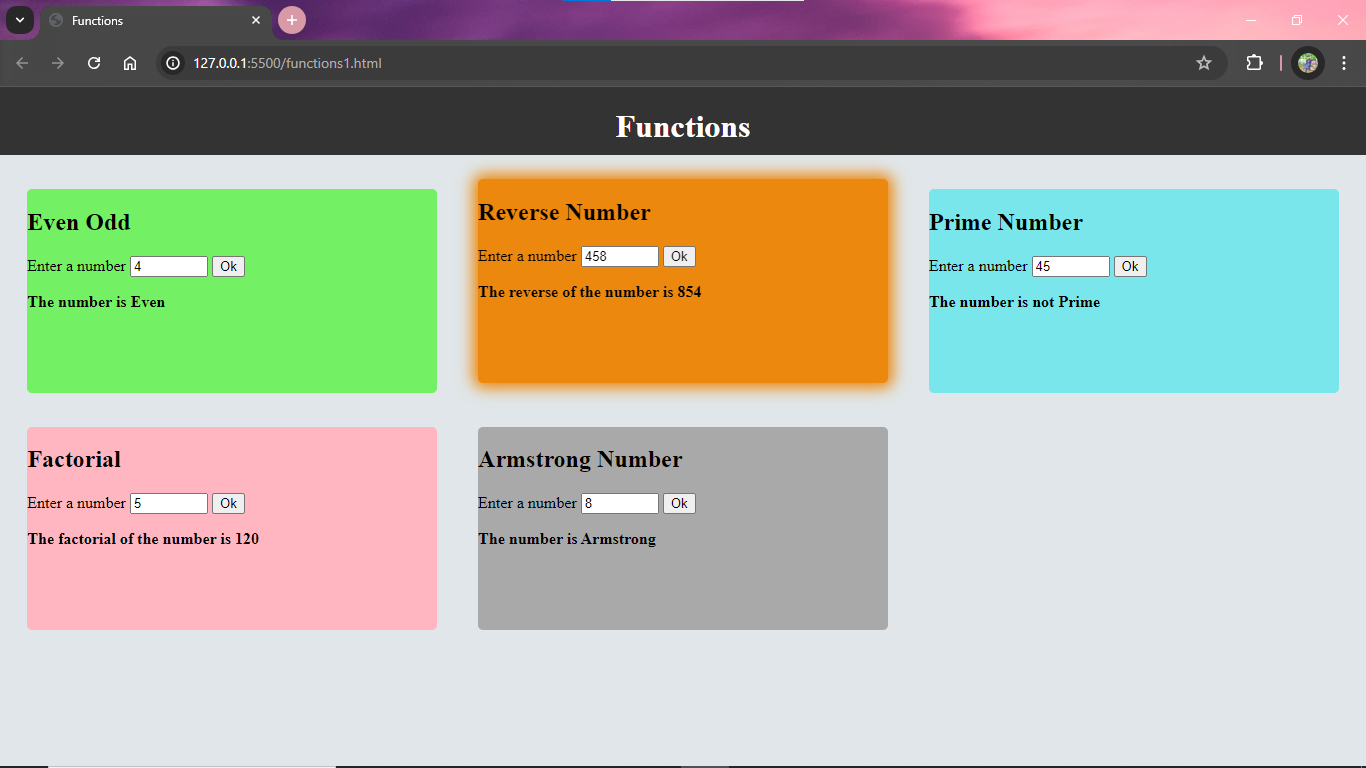 Functions
127.0.0.1:5500/functions1.html
Functions
Even Odd
Enter a number 4 Ok
The number is Even
Reverse Number
Enter a number 458 Ok
The reverse of the number is 854
Prime Number
Enter a number 45 Ok
The number is not Prime
Factorial
Enter a number 5 Ok
The factorial of the number is 120
Armstrong Number
Enter a number 8 Ok
The number is Armstrong